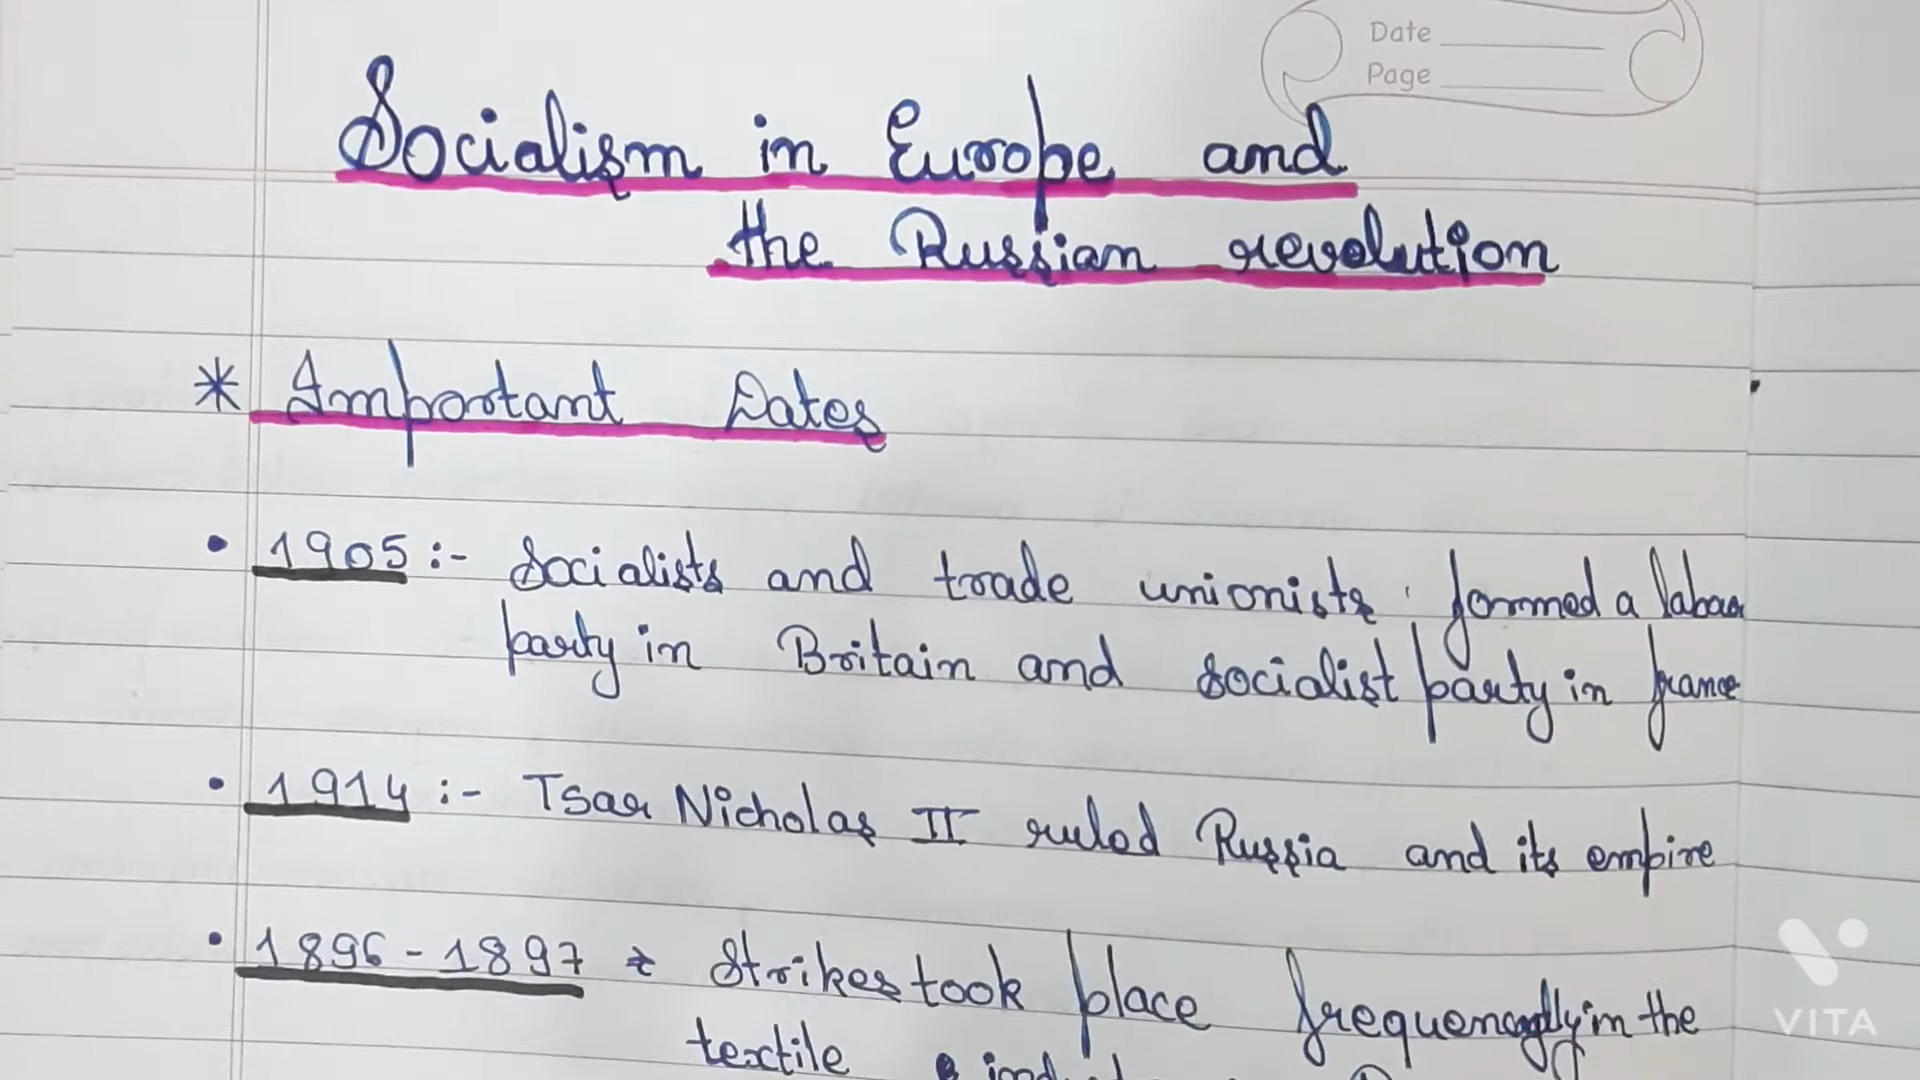 Date
Page
Socialism in Europe and
the Russian revolution
* Important Dates
• 1905 :- Socialists and trade unionists formed a labour
party in Britain and socialist party in france
• 1914 :- Tsar Nicholas II ruled Russia and its empire
• 1896 - 1897 Strikes took place frequently in the
textile
VITA